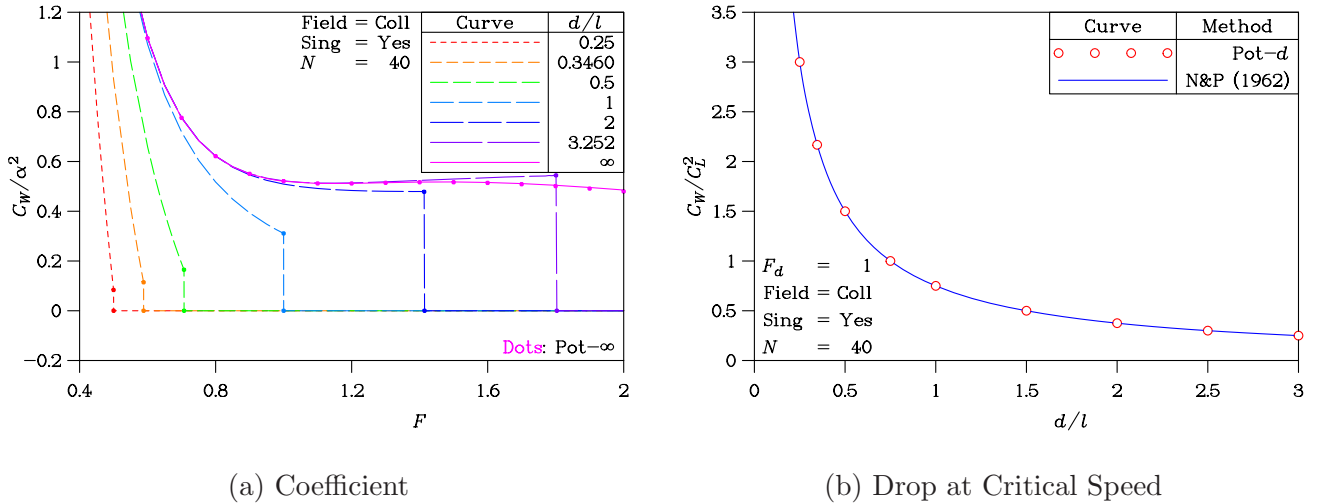 1.2
1
0.8
0.6
0.4
0.2
0
−0.2
C_W/α²
0.4 0.8 1.2 1.6 2
F
Field = Coll
Sing = Yes
N = 40
Curve d/l
0.25
0.3460
0.5
1
2
3.252
∞
Dots: Pot−∞
(a) Coefficient
3.5
3
2.5
2
1.5
1
0.5
0
C_W/C_L²
0 0.5 1 1.5 2 2.5 3
d/l
Curve Method
Pot-d
N&P (1962)
F_d = 1
Field = Coll
Sing = Yes
N = 40
(b) Drop at Critical Speed